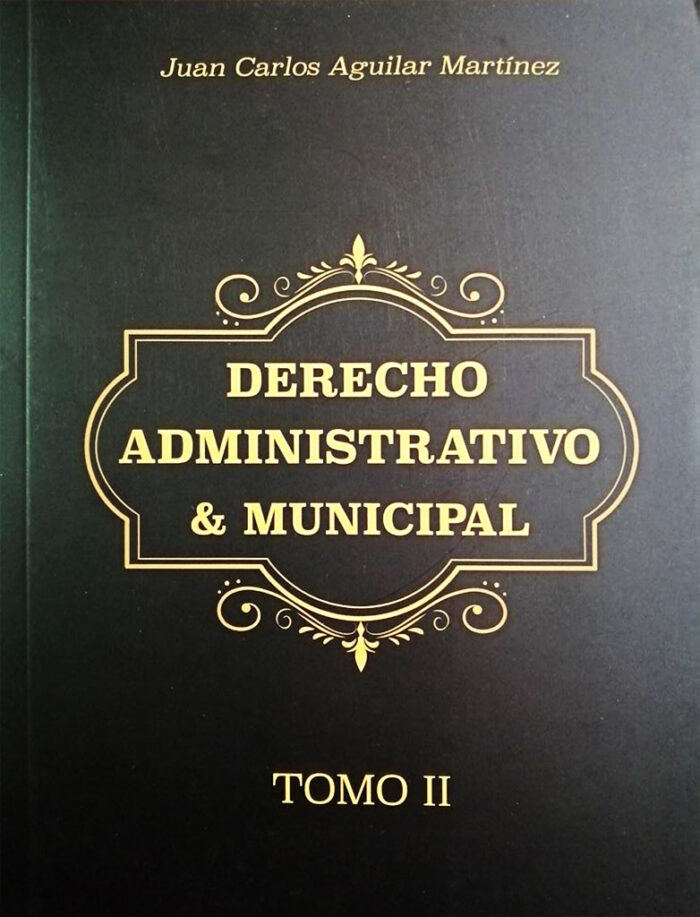 Juan Carlos Aguilar Martínez
DERECHO
ADMINISTRATIVO
& MUNICIPAL
TOMO II